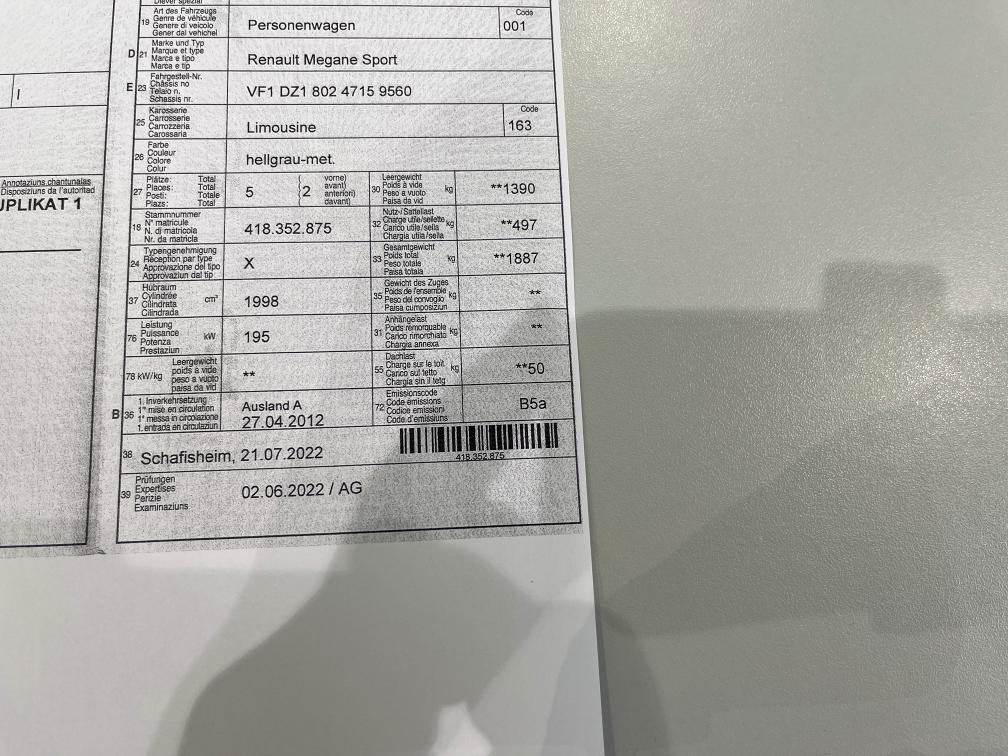 19 Art des Fahrzeugs
Genre de véhicule
Genere di veicolo
Gener dal vehichel
Personenwagen
Code
001
D 21 Marke und Typ
Marque et type
Marca e tipo
Marca e tip
Renault Megane Sport
E 23 Fahrgestell-Nr.
Châssis no
Telaio n.
Schassis nr.
VF1 DZ1 802 4715 9560
25 Karosserie
Carrosserie
Carrozzeria
Carossaria
Limousine
Code
163
26 Farbe
Couleur
Colore
Colur
hellgrau-met.
27 Plätze: Total
Places: Total
Posti: Totale
Plazs: Total
5
(2
vorne)
avant)
anteriori)
davant)
30 Leergewicht
Poids à vide
Peso a vuoto
Paisa da vid
kg
**1390
18 Stammnummer
N° matricule
N. di matricola
Nr. da matricla
418.352.875
32 Nutz-/Sattellast
Charge utile/sellette
Carico utile/sella
Chargia utila/sella
kg
**497
24 Typengenehmigung
Réception par type
Approvazione del tipo
Approvaziun dal tip
X
33 Gesamtgewicht
Poids total
Peso totale
Paisa totala
kg
**1887
37 Hubraum
Cylindrée
Cilindrata
Cilindrada
cm³
1998
35 Gewicht des Zuges
Poids de l'ensemble
Peso del convoglio
Paisa cumposiziun
kg
**
76 Leistung
Puissance
Potenza
Prestaziun
kW
195
31 Anhängelast
Poids remorquable
Carico rimorchiato
Chargia annexa
kg
**
78 kW/kg
Leergewicht
poids à vide
peso a vuoto
paisa da vid
**
55 Dachlast
Charge sur le toit
Carico sul tetto
Chargia sin il tetg
kg
**50
B 36 1. Inverkehrsetzung
1re mise en circulation
1a messa in circolazione
1. entrada en circulaziun
Ausland A
27.04.2012
72 Emissionscode
Code émissions
Codice emissioni
Code d'emissiuns
B5a
38 Schafisheim, 21.07.2022
418.352.875
39 Prüfungen
Expertises
Perizie
Examinaziuns
02.06.2022 / AG
Annotaziuns chantunalas
Disposiziuns da l'autoritad
UPLIKAT 1